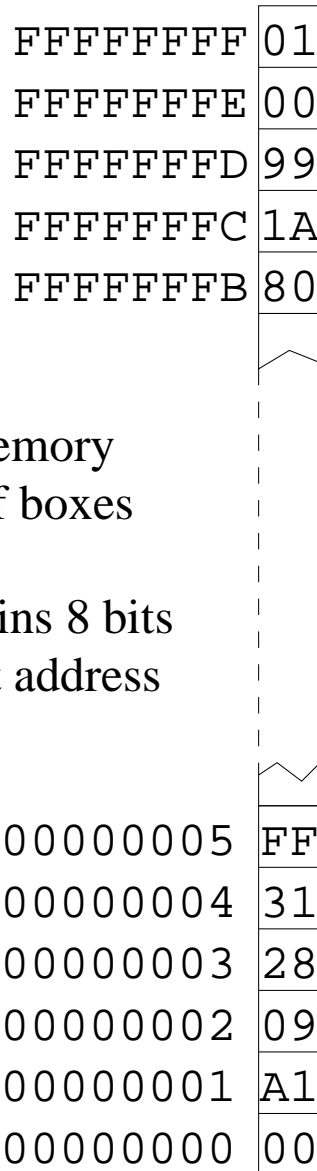 FFFFFFFF 01
FFFFFFFE 00
FFFFFFFD 99
FFFFFFFC 1A
FFFFFFFB 80
emory
f boxes
ins 8 bits
t address
00000005 FF
00000004 31
00000003 28
00000002 09
00000001 A1
00000000 00